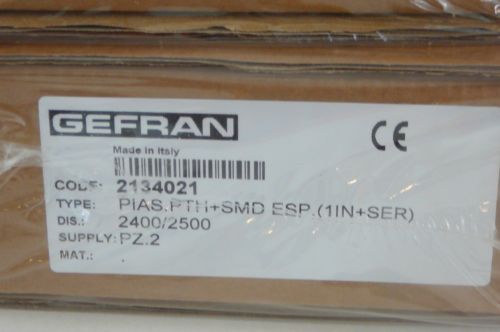 GEFRAN
CE
Made in Italy
CODE: 2134021
TYPE: PIAS.PTH+SMD ESP.(1IN+SER)
DIS.: 2400/2500
SUPPLY: PZ.2
MAT.: .